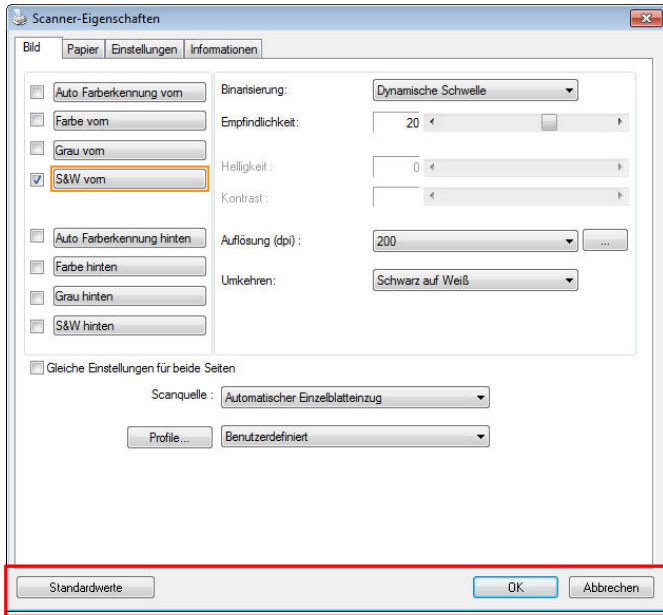 Scanner-Eigenschaften
Bild Papier Einstellungen Informationen
Auto Farberkennung vorn Binarisierung: Dynamische Schwelle
Farbe vorn Empfindlichkeit: 20
Grau vorn
Helligkeit : 0
S&W vorn
Kontrast :
Auto Farberkennung hinten Auflösung (dpi) : 200 ...
Farbe hinten
Umkehren: Schwarz auf Weiß
Grau hinten
S&W hinten
Gleiche Einstellungen für beide Seiten
Scanquelle : Automatischer Einzelblatteinzug
Profile... Benutzerdefiniert
Standardwerte OK Abbrechen